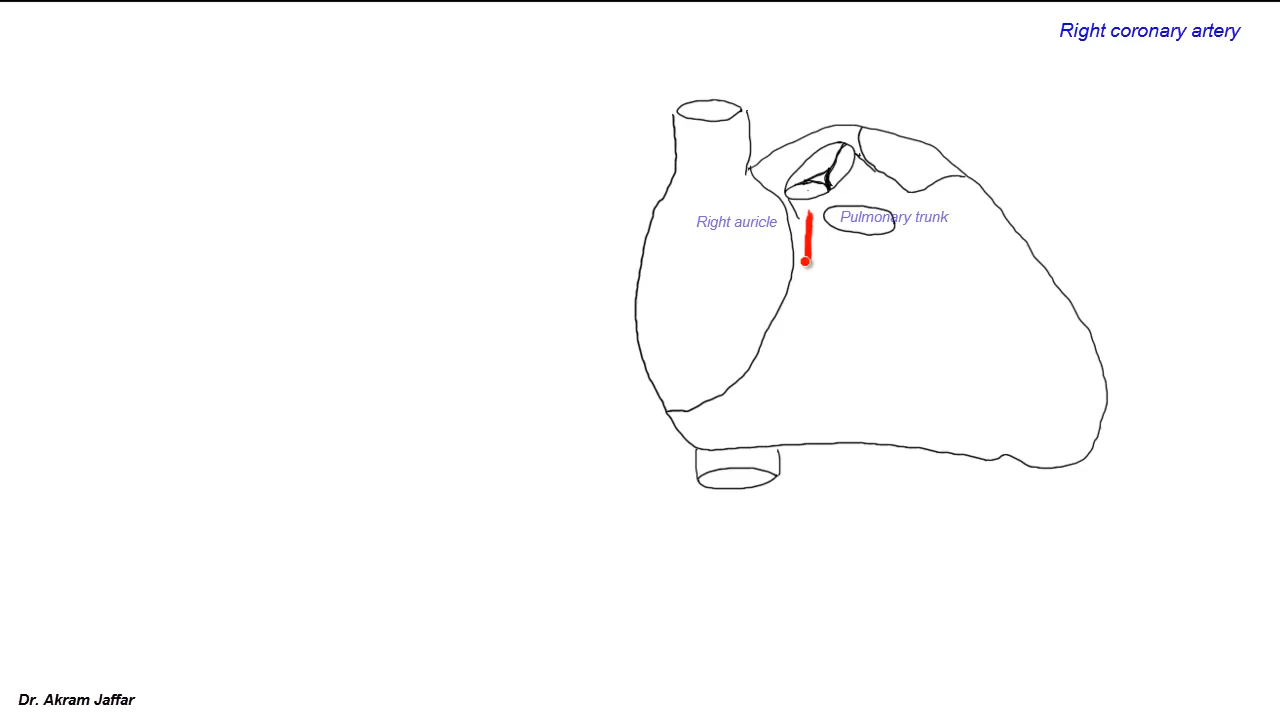 Right coronary artery
Right auricle
Pulmonary trunk
Dr. Akram Jaffar